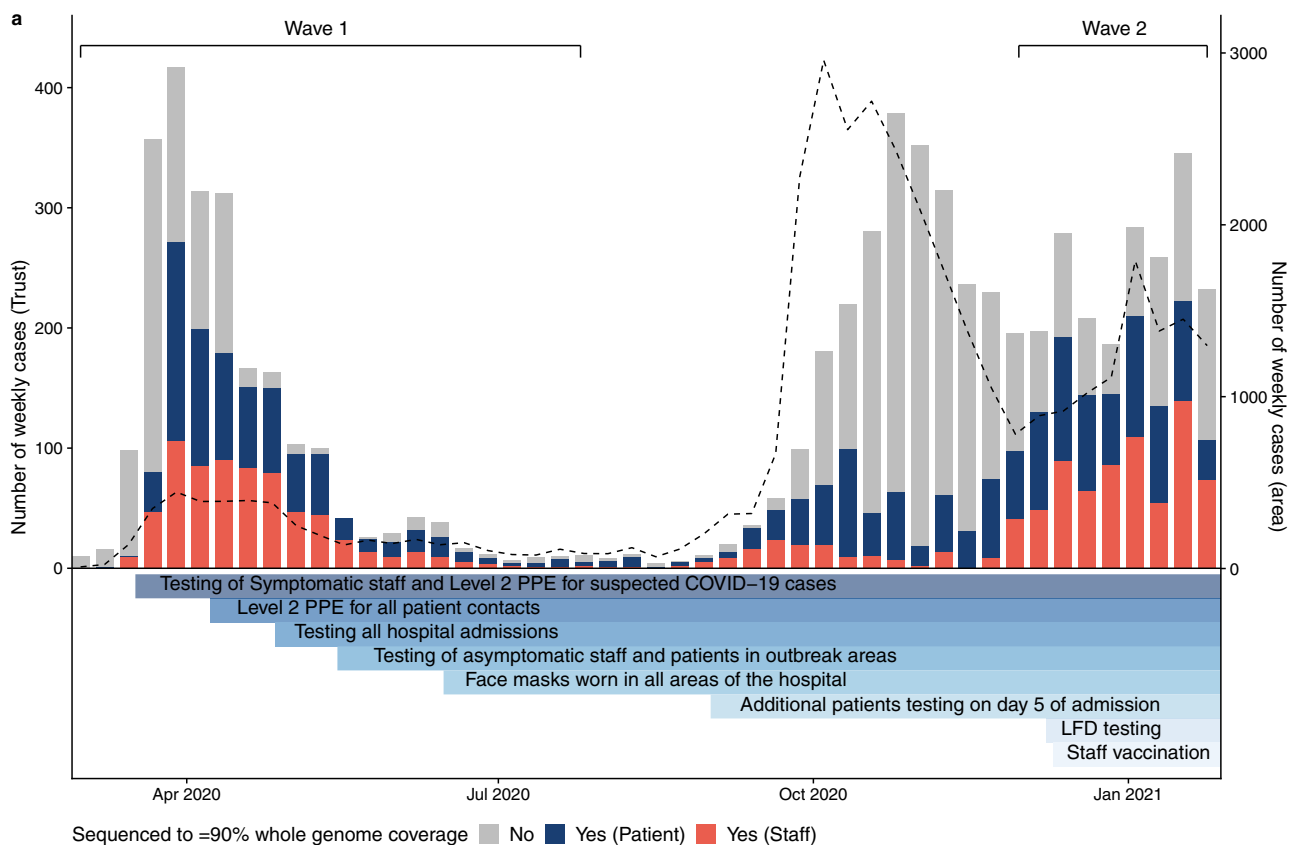 a
Wave 1
Wave 2
Number of weekly cases (Trust)
400
300
200
100
0
3000
2000
1000
0
Number of weekly cases (area)
Testing of Symptomatic staff and Level 2 PPE for suspected COVID−19 cases
Level 2 PPE for all patient contacts
Testing all hospital admissions
Testing of asymptomatic staff and patients in outbreak areas
Face masks worn in all areas of the hospital
Additional patients testing on day 5 of admission
LFD testing
Staff vaccination
Apr 2020
Jul 2020
Oct 2020
Jan 2021
Sequenced to =90% whole genome coverage No Yes (Patient) Yes (Staff)